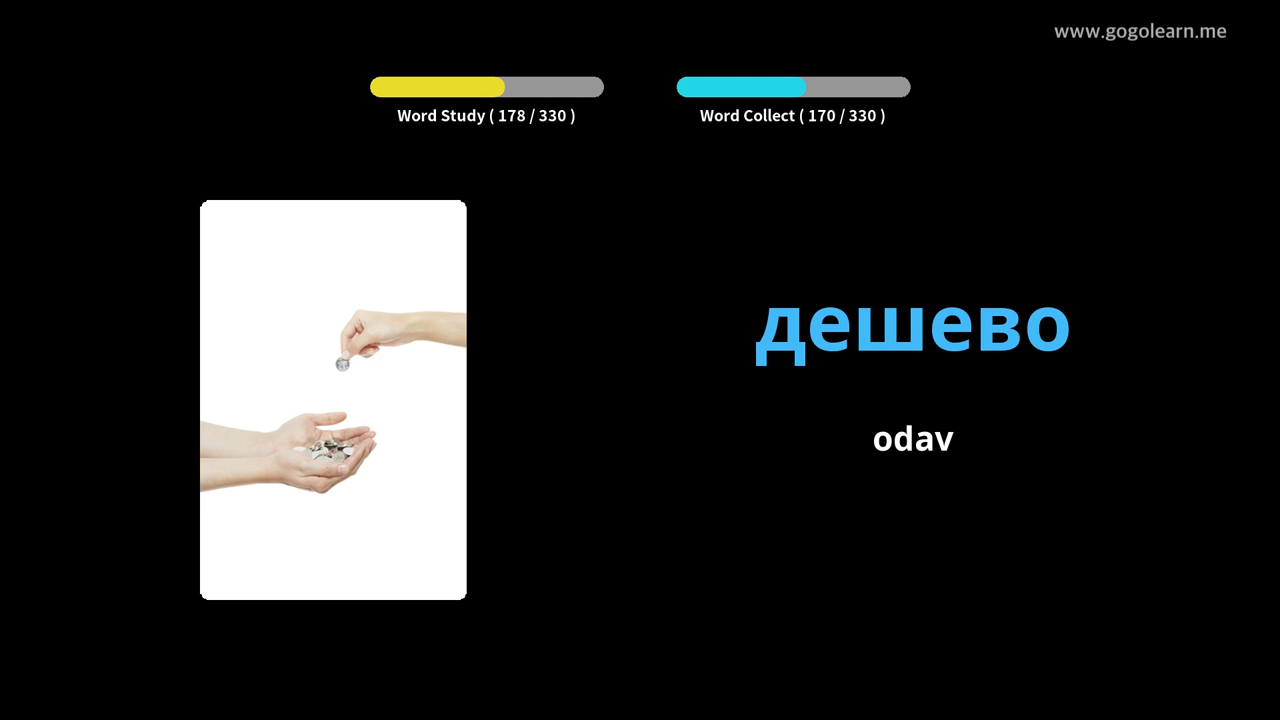 www.gogolearn.me
Word Study ( 178 / 330 )
Word Collect ( 170 / 330 )
дешево
odav